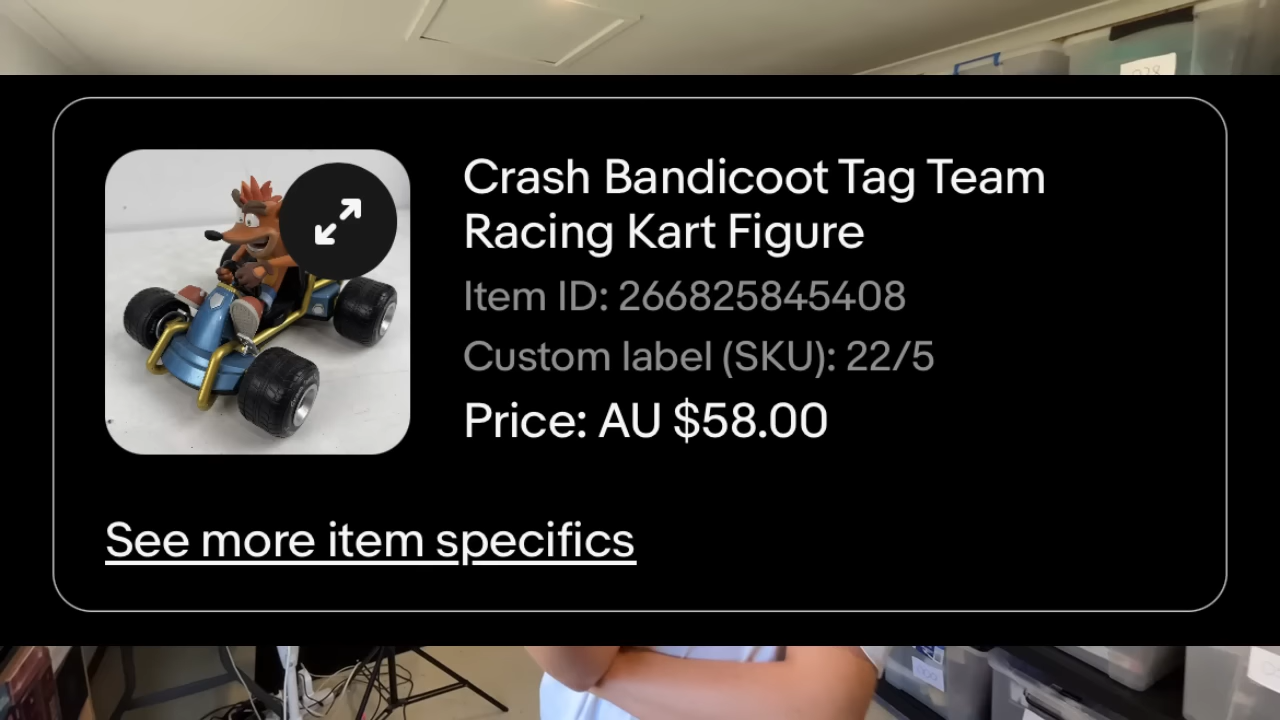 Crash Bandicoot Tag Team
Racing Kart Figure
Item ID: 266825845408
Custom label (SKU): 22/5
Price: AU $58.00
See more item specifics